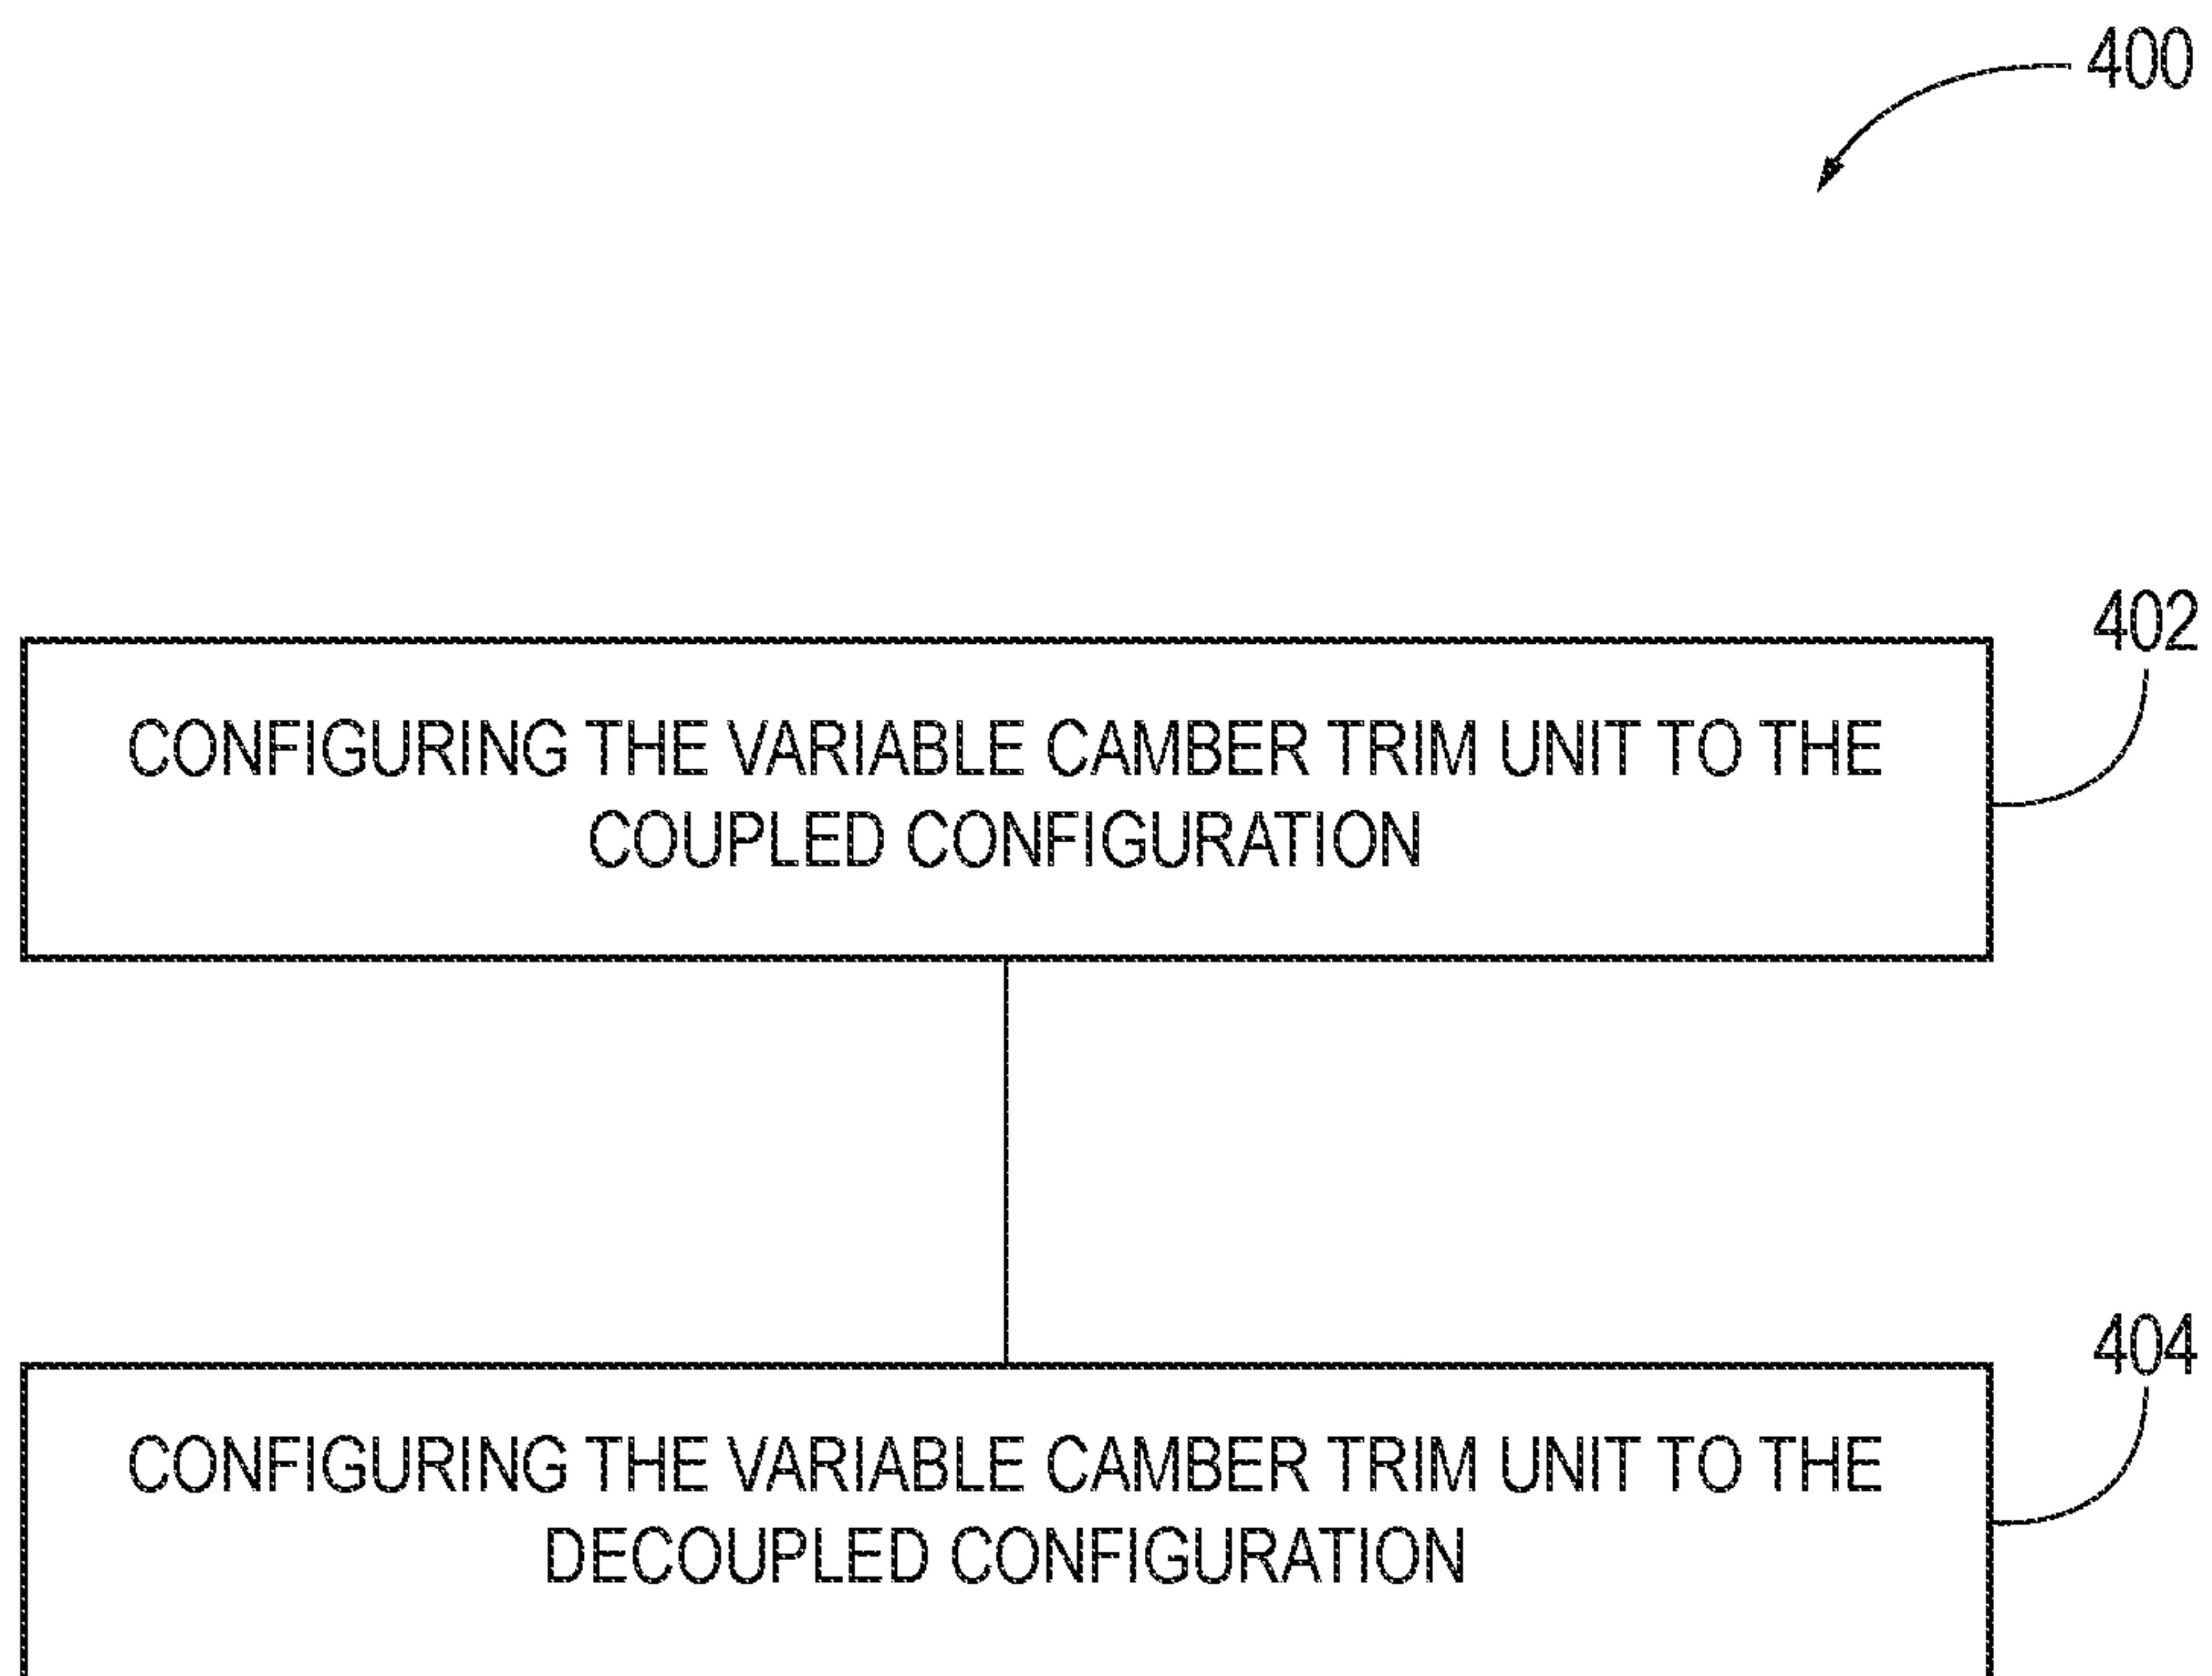 400
402
CONFIGURING THE VARIABLE CAMBER TRIM UNIT TO THE
COUPLED CONFIGURATION
404
CONFIGURING THE VARIABLE CAMBER TRIM UNIT TO THE
DECOUPLED CONFIGURATION